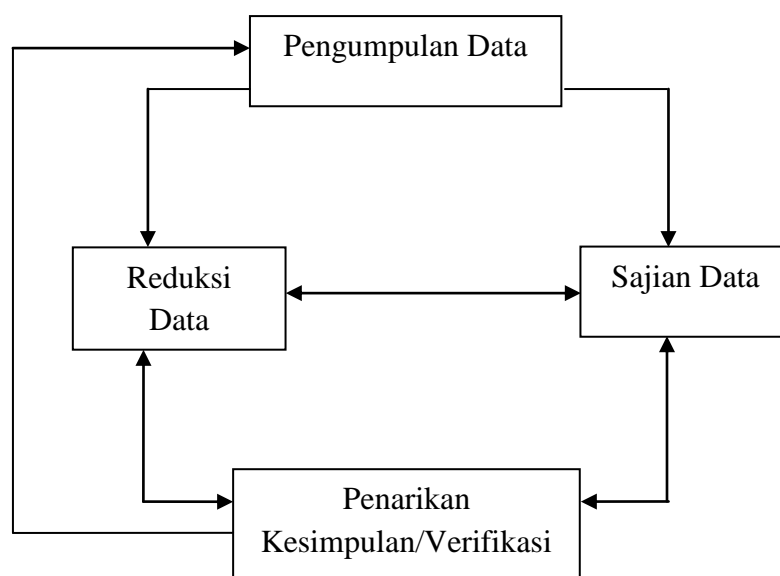 Pengumpulan Data
Reduksi
Data
Sajian Data
Penarikan
Kesimpulan/Verifikasi